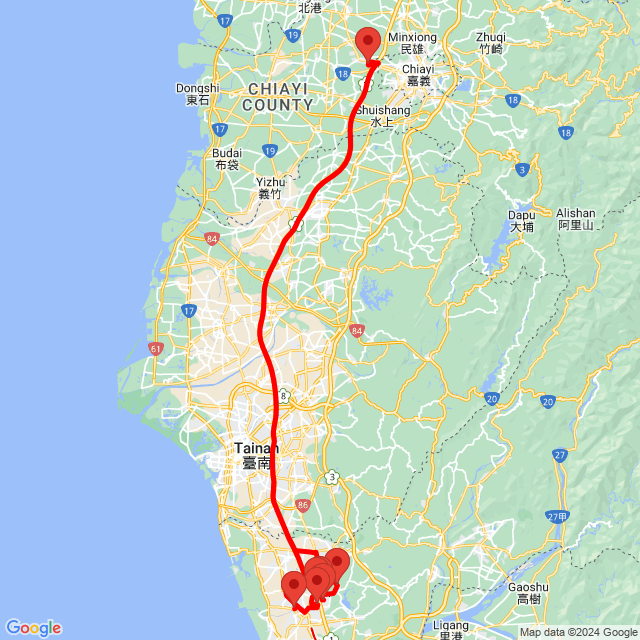 北港
Minxiong
民雄
Zhuqi
竹崎
Dongshi
東石
CHIAYI
COUNTY
Chiayi
嘉義
Shuishang
水上
Budai
布袋
Yizhu
義竹
Dapu
大埔
Alishan
阿里山
Tainan
臺南
Gaoshu
高樹
Ligang
里港
18
18
18
17
19
3
84
17
61
84
8
20
20
27
27甲
3
86
1
Google
Map data ©2024 Google